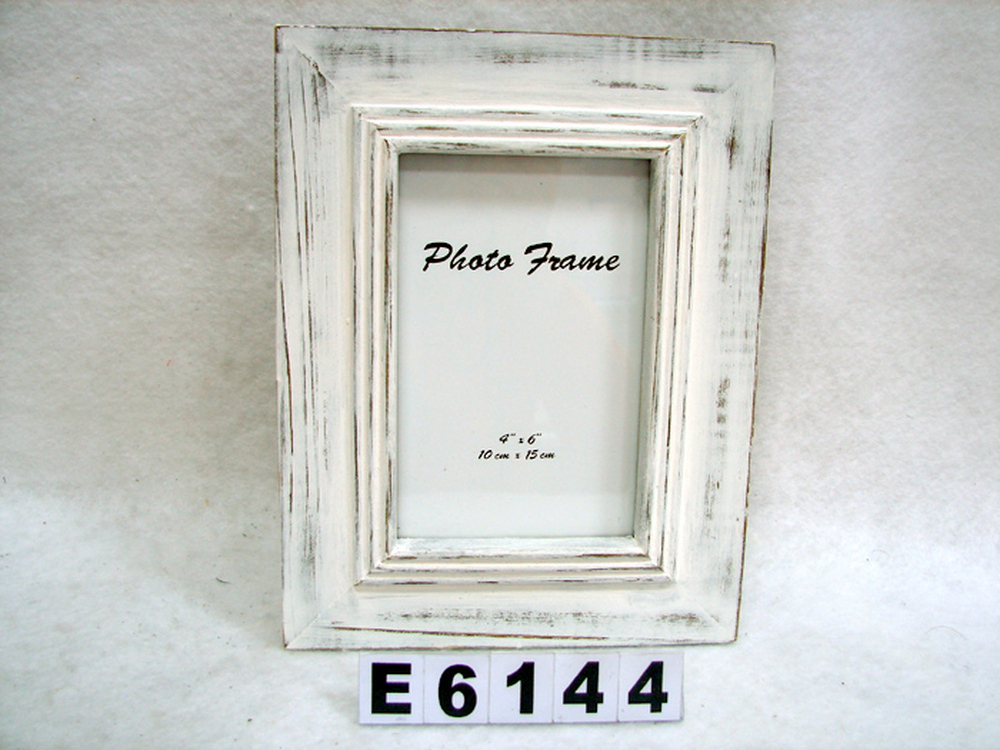 Photo Frame
4" x 6"
10 cm x 15 cm
E6144